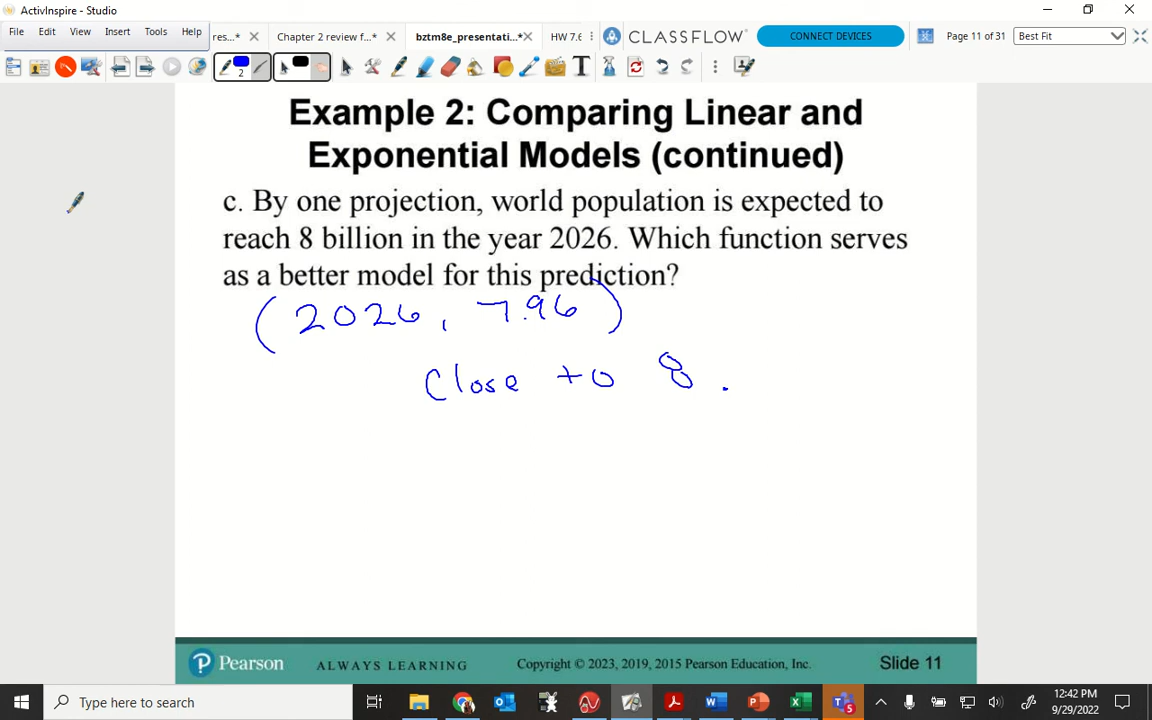 ActivInspire - Studio
File Edit View Insert Tools Help
res...* Chapter 2 review f...* bztm8e_presentati...* HW 7.6
CLASSFLOW
CONNECT DEVICES
Page 11 of 31
Best Fit
2
Example 2: Comparing Linear and
Exponential Models (continued)
c. By one projection, world population is expected to
reach 8 billion in the year 2026. Which function serves
as a better model for this prediction?
(2026, 7.96)
Close to 8.
P Pearson
ALWAYS LEARNING
Copyright © 2023, 2019, 2015 Pearson Education, Inc.
Slide 11
Type here to search
12:42 PM
9/29/2022